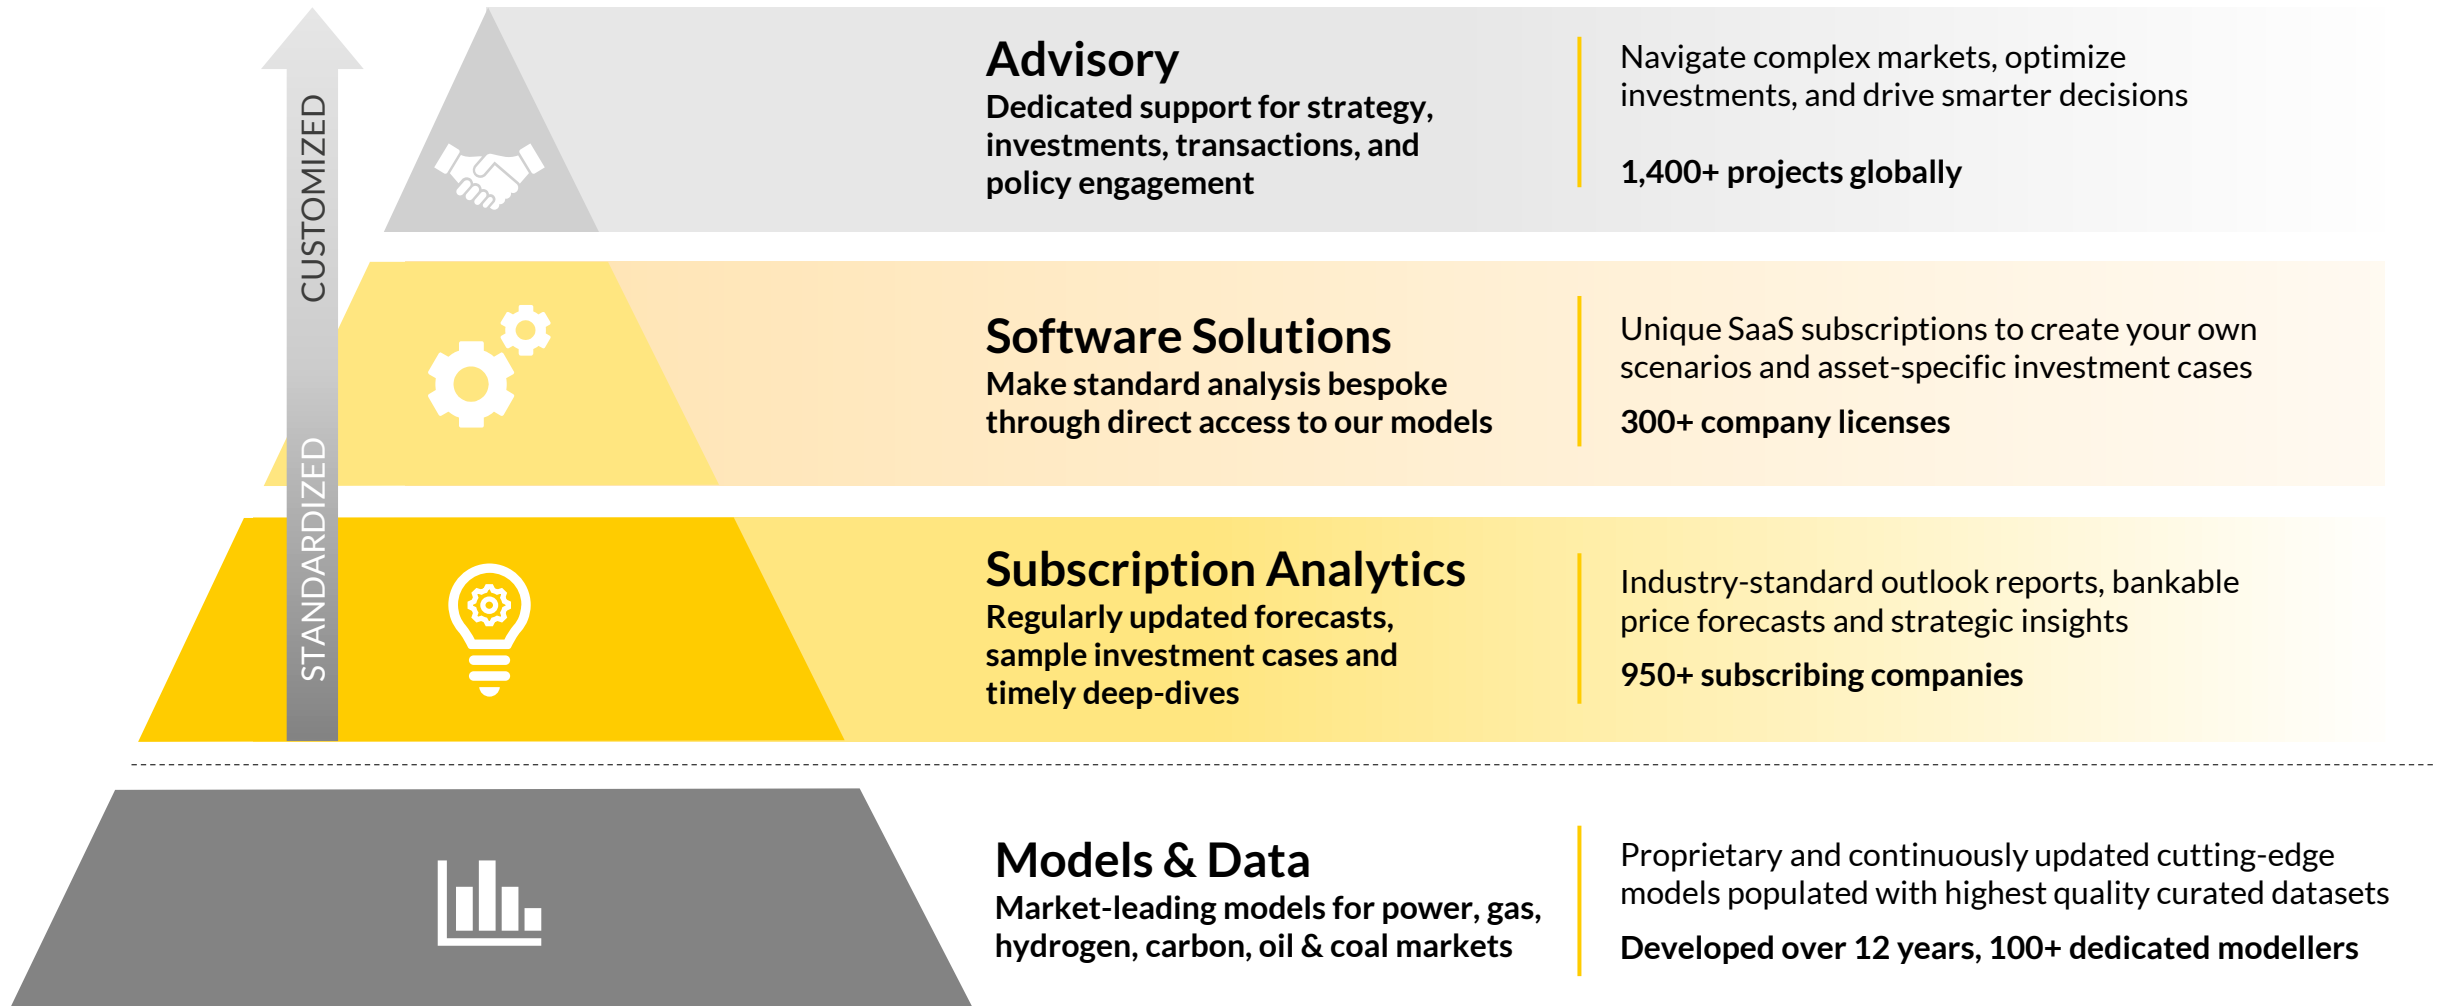 CUSTOMIZED
STANDARDIZED
Advisory
Dedicated support for strategy,
investments, transactions, and
policy engagement
Navigate complex markets, optimize
investments, and drive smarter decisions
1,400+ projects globally
Software Solutions
Make standard analysis bespoke
through direct access to our models
Unique SaaS subscriptions to create your own
scenarios and asset-specific investment cases
300+ company licenses
Subscription Analytics
Regularly updated forecasts,
sample investment cases and
timely deep-dives
Industry-standard outlook reports, bankable
price forecasts and strategic insights
950+ subscribing companies
Models & Data
Market-leading models for power, gas,
hydrogen, carbon, oil & coal markets
Proprietary and continuously updated cutting-edge
models populated with highest quality curated datasets
Developed over 12 years, 100+ dedicated modellers